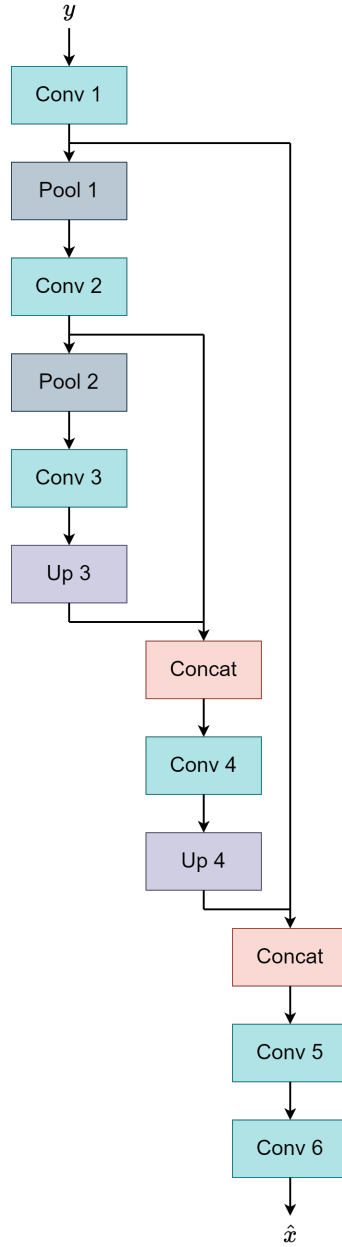 y
Conv 1
Pool 1
Conv 2
Pool 2
Conv 3
Up 3
Concat
Conv 4
Up 4
Concat
Conv 5
Conv 6
x̂